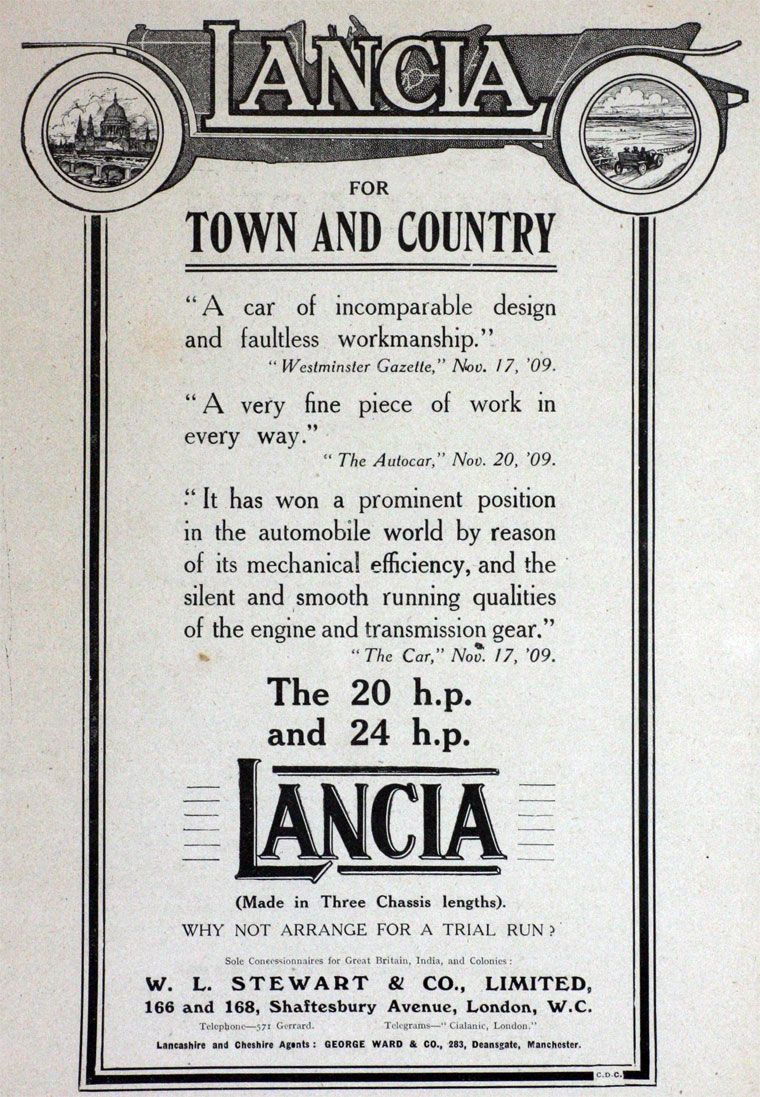 LANCIA
FOR
TOWN AND COUNTRY
“A car of incomparable design
and faultless workmanship.”
“Westminster Gazette,” Nov. 17, '09.
“A very fine piece of work in
every way.”
“The Autocar,” Nov. 20, '09.
“It has won a prominent position
in the automobile world by reason
of its mechanical efficiency, and the
silent and smooth running qualities
of the engine and transmission gear.”
“The Car,” Nov. 17, '09.
The 20 h.p.
and 24 h.p.
LANCIA
(Made in Three Chassis lengths).
WHY NOT ARRANGE FOR A TRIAL RUN?
Sole Concessionnaires for Great Britain, India, and Colonies:
W. L. STEWART & CO., LIMITED,
166 and 168, Shaftesbury Avenue, London, W.C.
Telephone—571 Gerrard. Telegrams—“Cialanic, London.”
Lancashire and Cheshire Agents: GEORGE WARD & CO., 283, Deansgate, Manchester.
C.D.C.